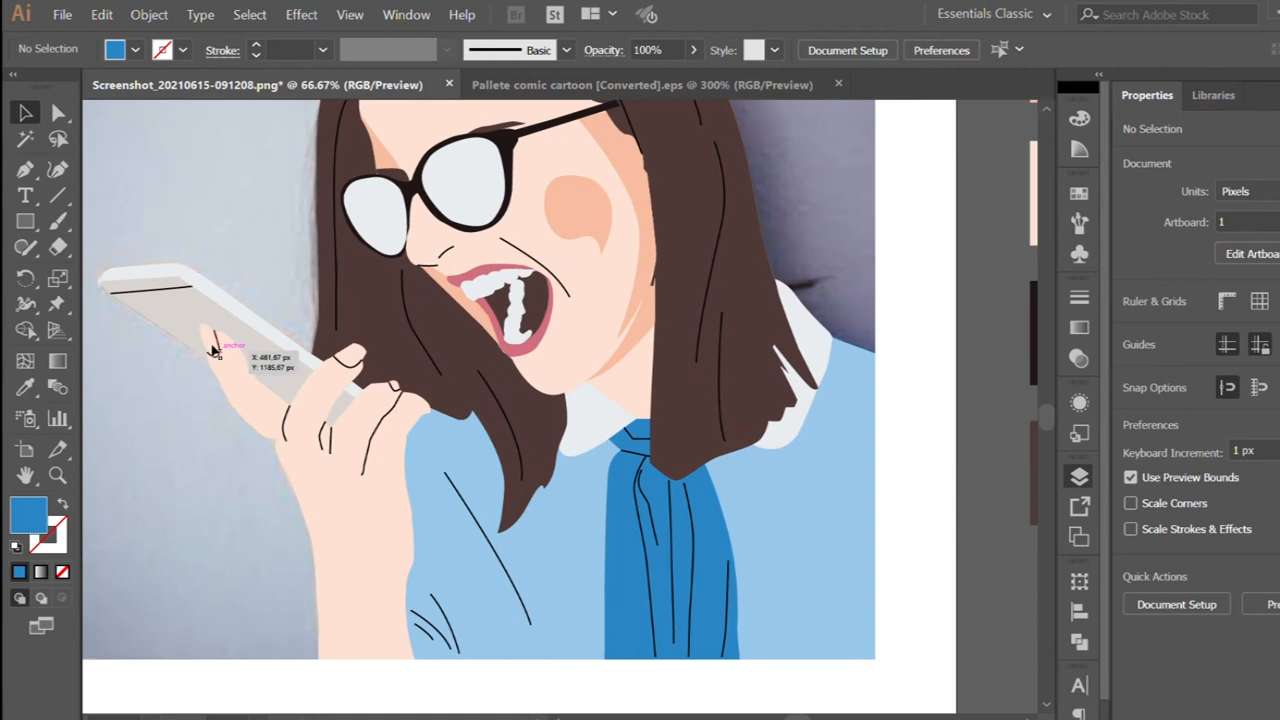 Ai File Edit Object Type Select Effect View Window Help Br St Essentials Classic Search Adobe Stock
No Selection Stroke: Basic Opacity: 100% Style: Document Setup Preferences
Screenshot_20210615-091208.png* @ 66.67% (RGB/Preview) × Pallete comic cartoon [Converted].eps @ 300% (RGB/Preview) ×
Properties Libraries
No Selection
Document
Units: Pixels
Artboard: 1
Edit Artboa
Ruler & Grids
Guides
anchor
X: 461,67 px
Y: 1185,67 px
Snap Options
Preferences
Keyboard Increment: 1 px
Use Preview Bounds
Scale Corners
Scale Strokes & Effects
Quick Actions
Document Setup Pre